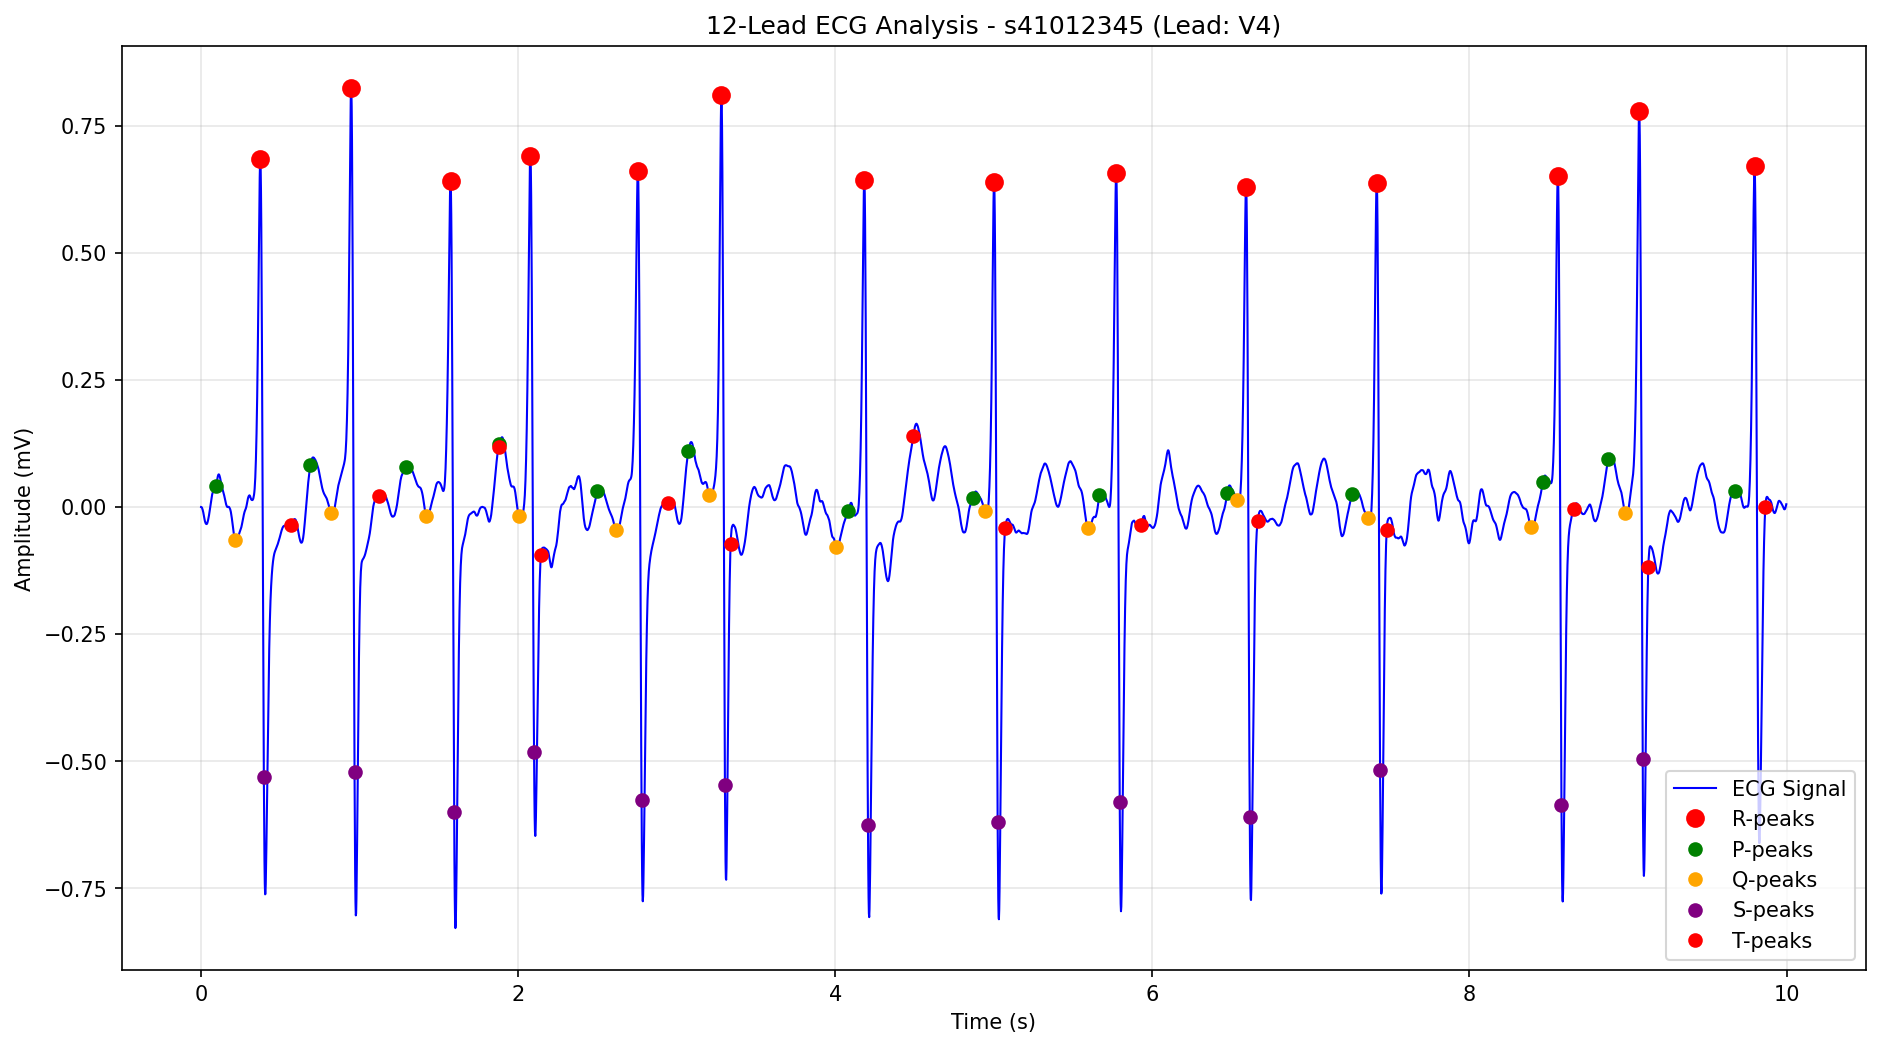 12-Lead ECG Analysis - s41012345 (Lead: V4)
Amplitude (mV)
0.75
0.50
0.25
0.00
−0.25
−0.50
−0.75
0 2 4 6 8 10
Time (s)
ECG Signal
R-peaks
P-peaks
Q-peaks
S-peaks
T-peaks